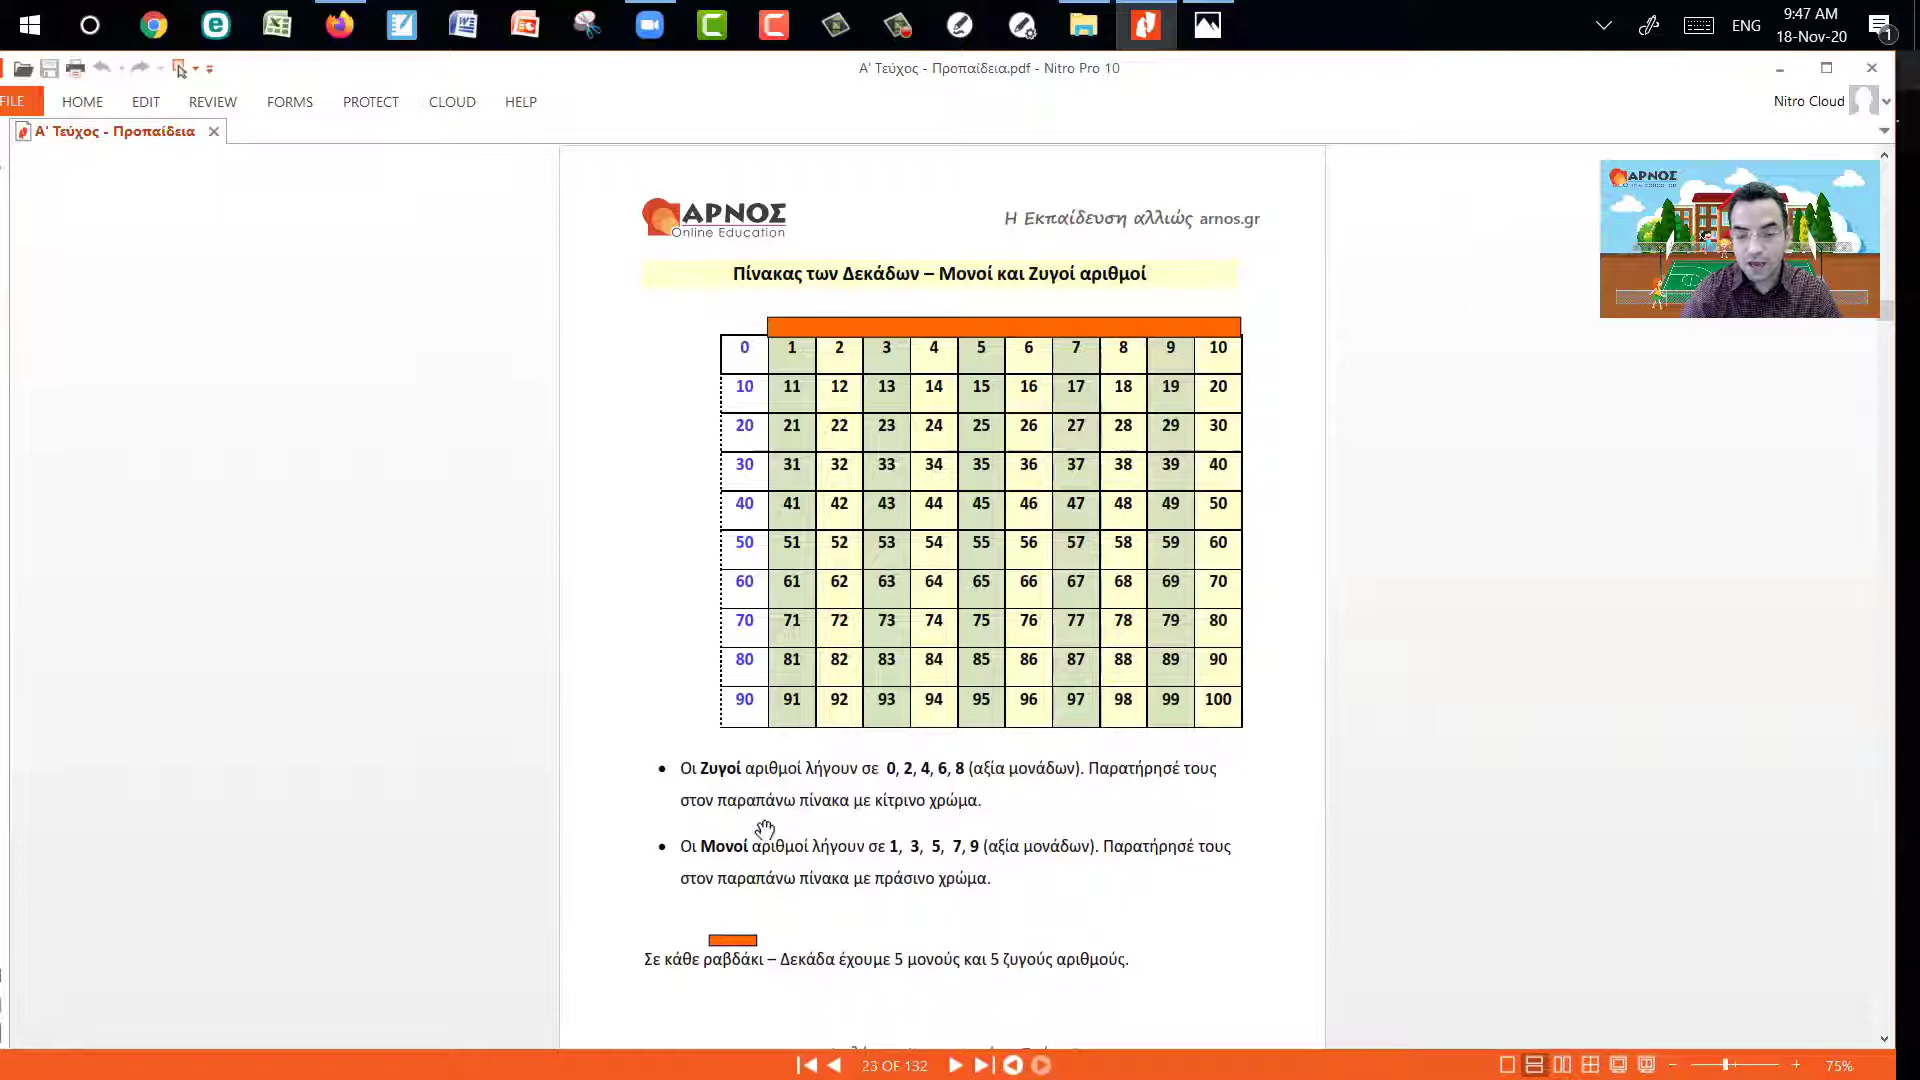 ENG
9:47 AM
18-Nov-20
1
Α' Τεύχος - Προπαίδεια.pdf - Nitro Pro 10
FILE HOME EDIT REVIEW FORMS PROTECT CLOUD HELP
Nitro Cloud
Α' Τεύχος - Προπαίδεια
ΑΡΝΟΣ
Online Education
Η Εκπαίδευση αλλιώς arnos.gr
ΑΡΝΟΣ
Πίνακας των Δεκάδων – Μονοί και Ζυγοί αριθμοί
0 1 2 3 4 5 6 7 8 9 10
10 11 12 13 14 15 16 17 18 19 20
20 21 22 23 24 25 26 27 28 29 30
30 31 32 33 34 35 36 37 38 39 40
40 41 42 43 44 45 46 47 48 49 50
50 51 52 53 54 55 56 57 58 59 60
60 61 62 63 64 65 66 67 68 69 70
70 71 72 73 74 75 76 77 78 79 80
80 81 82 83 84 85 86 87 88 89 90
90 91 92 93 94 95 96 97 98 99 100
• Οι Ζυγοί αριθμοί λήγουν σε 0, 2, 4, 6, 8 (αξία μονάδων). Παρατήρησέ τους
στον παραπάνω πίνακα με κίτρινο χρώμα.
• Οι Μονοί αριθμοί λήγουν σε 1, 3, 5, 7, 9 (αξία μονάδων). Παρατήρησέ τους
στον παραπάνω πίνακα με πράσινο χρώμα.
Σε κάθε ραβδάκι – Δεκάδα έχουμε 5 μονούς και 5 ζυγούς αριθμούς.
23 OF 132
75%